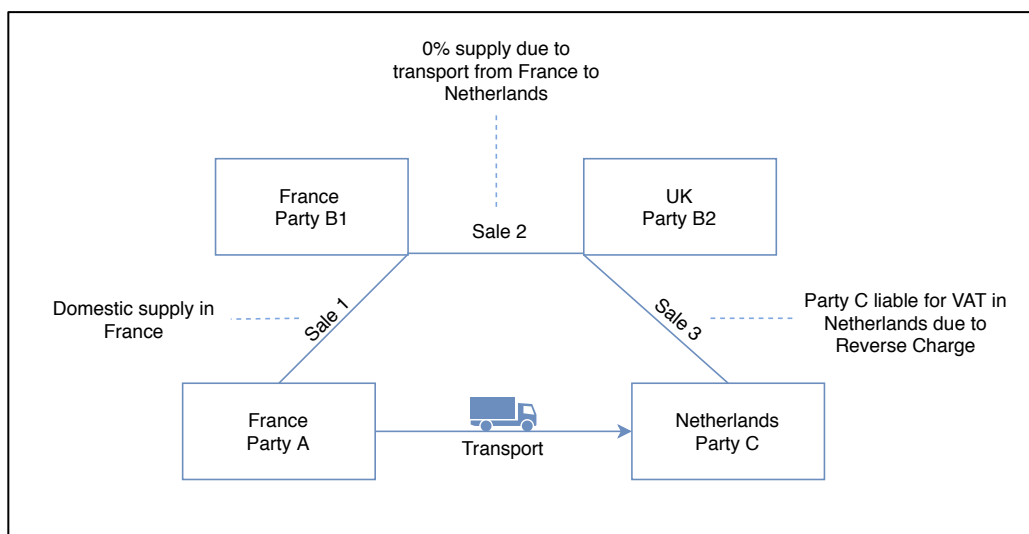 0% supply due to
transport from France to
Netherlands
France
Party B1
UK
Party B2
Sale 2
Domestic supply in
France
Sale 1
Sale 3
Party C liable for VAT in
Netherlands due to
Reverse Charge
France
Party A
Transport
Netherlands
Party C